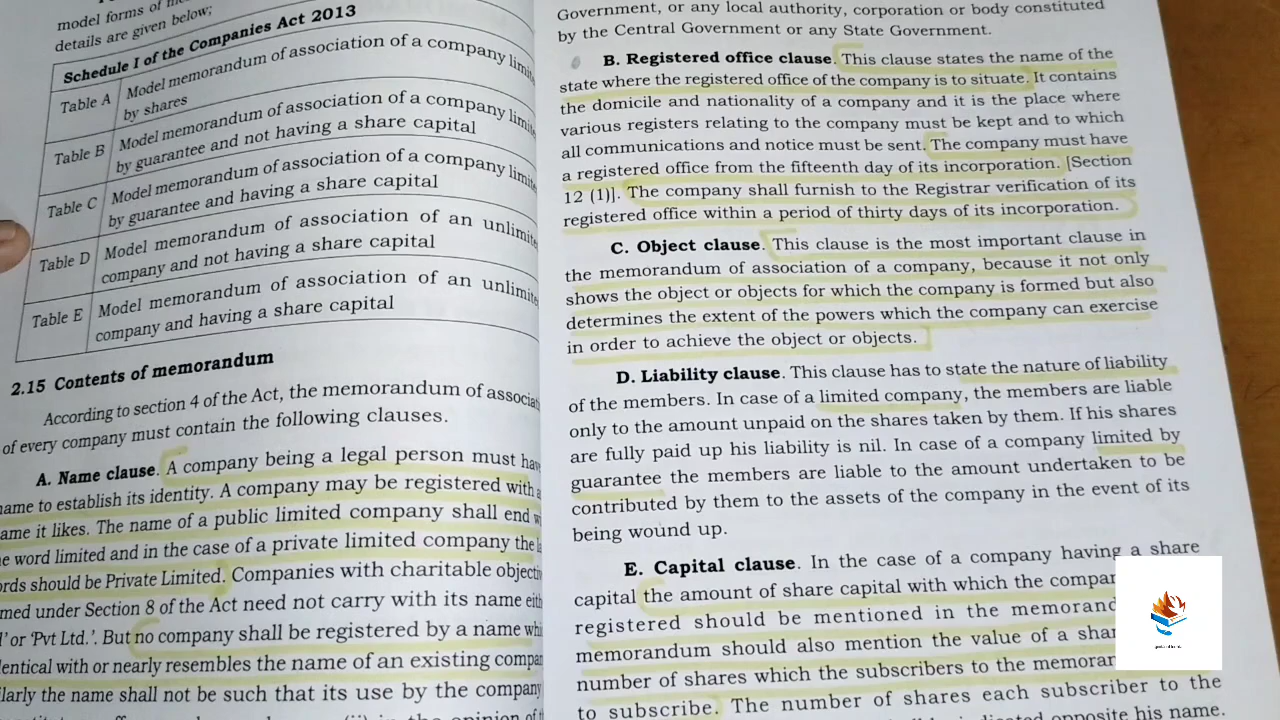 model forms of
details are given below;
Schedule I of the Companies Act 2013
Table A Model memorandum of association of a company limi
by shares
Table B Model memorandum of association of a company limi
by guarantee and not having a share capital
Table C Model memorandum of association of a company limi
by guarantee and having a share capital
Table D Model memorandum of association of an unlimit
company and not having a share capital
Table E Model memorandum of association of an unlimit
company and having a share capital
2.15 Contents of memorandum
According to section 4 of the Act, the memorandum of associa
of every company must contain the following clauses.
A. Name clause. A company being a legal person must hav
name to establish its identity. A company may be registered with a
ame it likes. The name of a public limited company shall end w
e word limited and in the case of a private limited company the la
ords should be Private Limited. Companies with charitable objecti
med under Section 8 of the Act need not carry with its name eith
l' or 'Pvt Ltd.'. But no company shall be registered by a name whi
dentical with or nearly resembles the name of an existing compan
ilarly the name shall not be such that its use by the company
in the opinion of
Government, or any local authority, corporation or body constituted
by the Central Government or any State Government.
B. Registered office clause. This clause states the name of the
state where the registered office of the company is to situate. It contains
the domicile and nationality of a company and it is the place where
various registers relating to the company must be kept and to which
all communications and notice must be sent. The company must have
a registered office from the fifteenth day of its incorporation. [Section
12 (1)]. The company shall furnish to the Registrar verification of its
registered office within a period of thirty days of its incorporation.
C. Object clause. This clause is the most important clause in
the memorandum of association of a company, because it not only
shows the object or objects for which the company is formed but also
determines the extent of the powers which the company can exercise
in order to achieve the object or objects.
D. Liability clause. This clause has to state the nature of liability
of the members. In case of a limited company, the members are liable
only to the amount unpaid on the shares taken by them. If his shares
are fully paid up his liability is nil. In case of a company limited by
guarantee the members are liable to the amount undertaken to be
contributed by them to the assets of the company in the event of its
being wound up.
E. Capital clause. In the case of a company having a share
capital the amount of share capital with which the compan
registered should be mentioned in the memorand
memorandum should also mention the value of a shar
number of shares which the subscribers to the memoran
to subscribe. The number of shares each subscriber to the
indicated opposite his name.